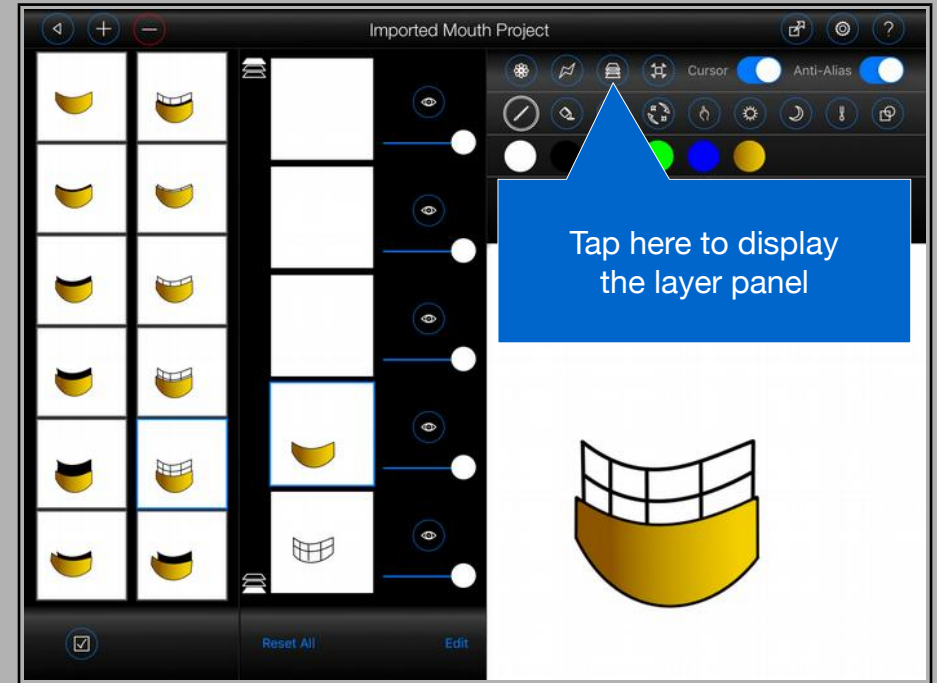 Imported Mouth Project
?
Cursor
Anti-Alias
Tap here to display
the layer panel
Reset All
Edit